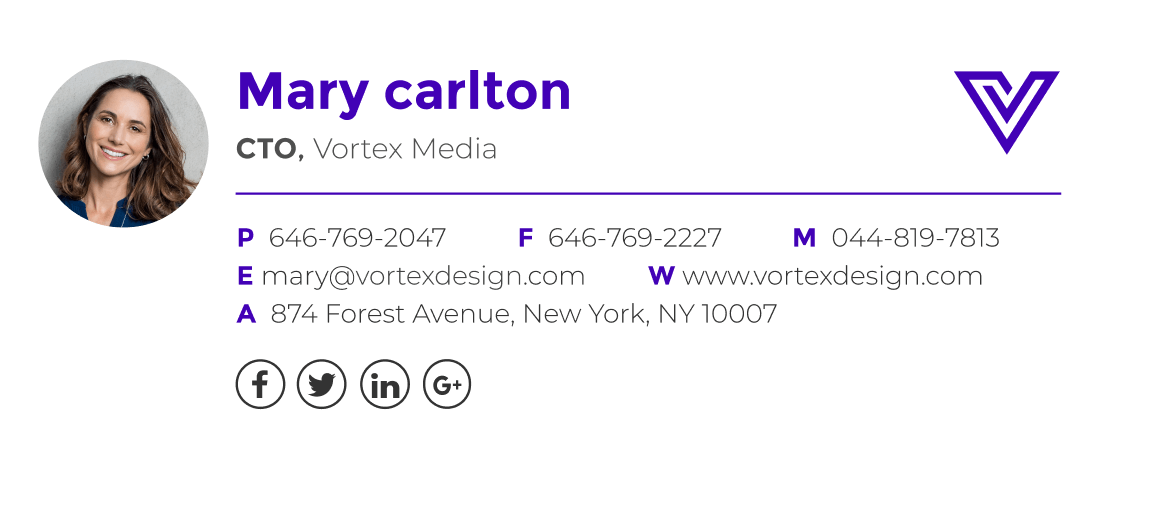 Mary carlton
CTO, Vortex Media
P 646-769-2047 F 646-769-2227 M 044-819-7813
E mary@vortexdesign.com W www.vortexdesign.com
A 874 Forest Avenue, New York, NY 10007
f in G+